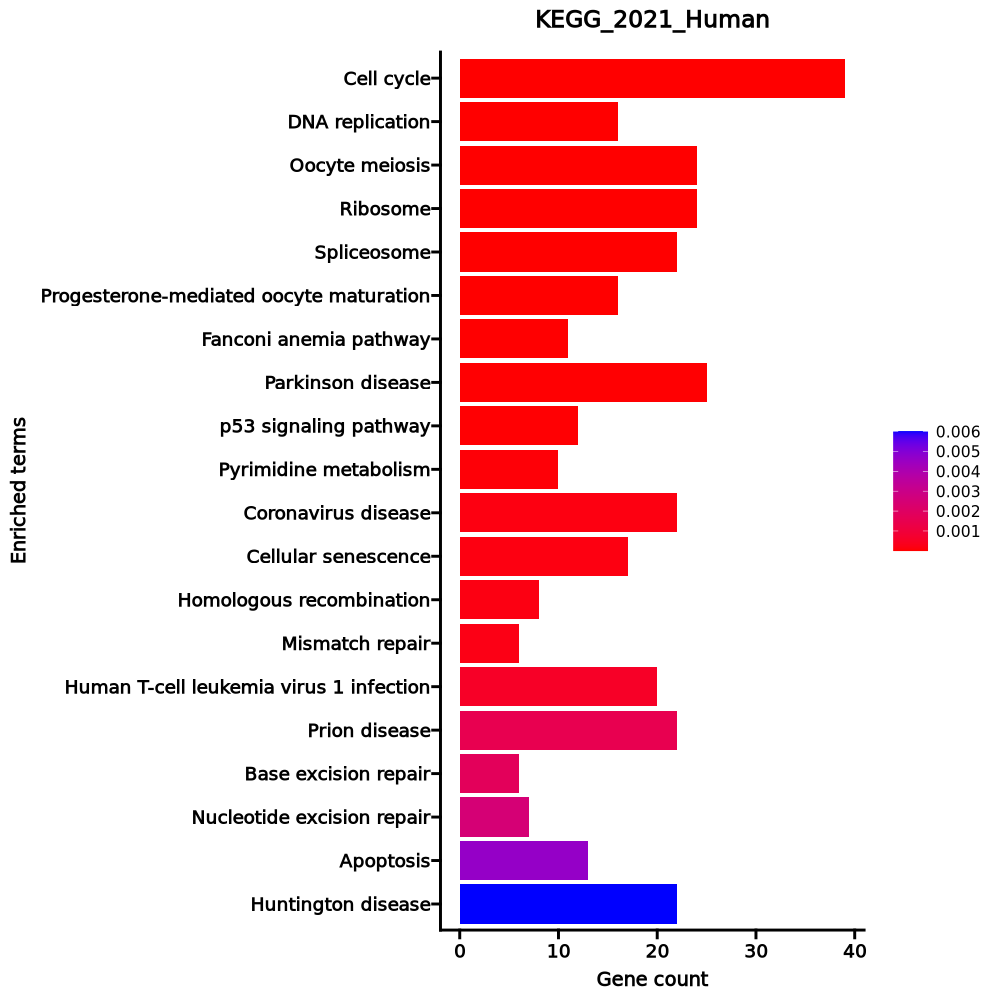 KEGG_2021_Human
Cell cycle
DNA replication
Oocyte meiosis
Ribosome
Spliceosome
Progesterone-mediated oocyte maturation
Fanconi anemia pathway
Parkinson disease
p53 signaling pathway
Pyrimidine metabolism
Coronavirus disease
Cellular senescence
Homologous recombination
Mismatch repair
Human T-cell leukemia virus 1 infection
Prion disease
Base excision repair
Nucleotide excision repair
Apoptosis
Huntington disease
Enriched terms
0 10 20 30 40
Gene count
0.006
0.005
0.004
0.003
0.002
0.001